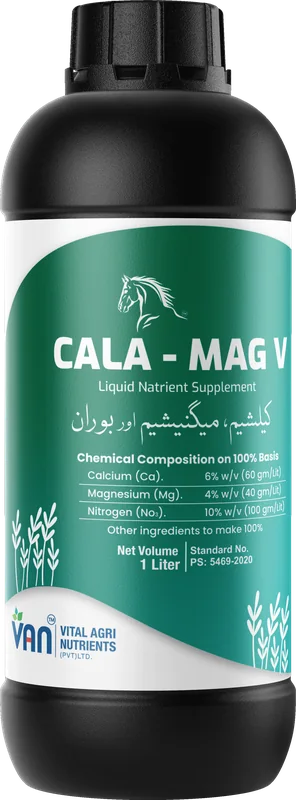 CALA - MAG V
Liquid Natrient Supplement
کیلشیم، میگنیشیم اور بوران
Chemical Composition on 100% Basis
Calcium (Ca). 6% w/v (60 gm/Lit)
Magnesium (Mg). 4% w/v (40 gm/Lit)
Nitrogen (No₃). 10% w/v (100 gm/Lit)
Other ingredients to make 100%
Net Volume
1 Liter
Standard No.
PS: 5469-2020
VAN™
VITAL AGRI
NUTRIENTS
(PVT)LTD.